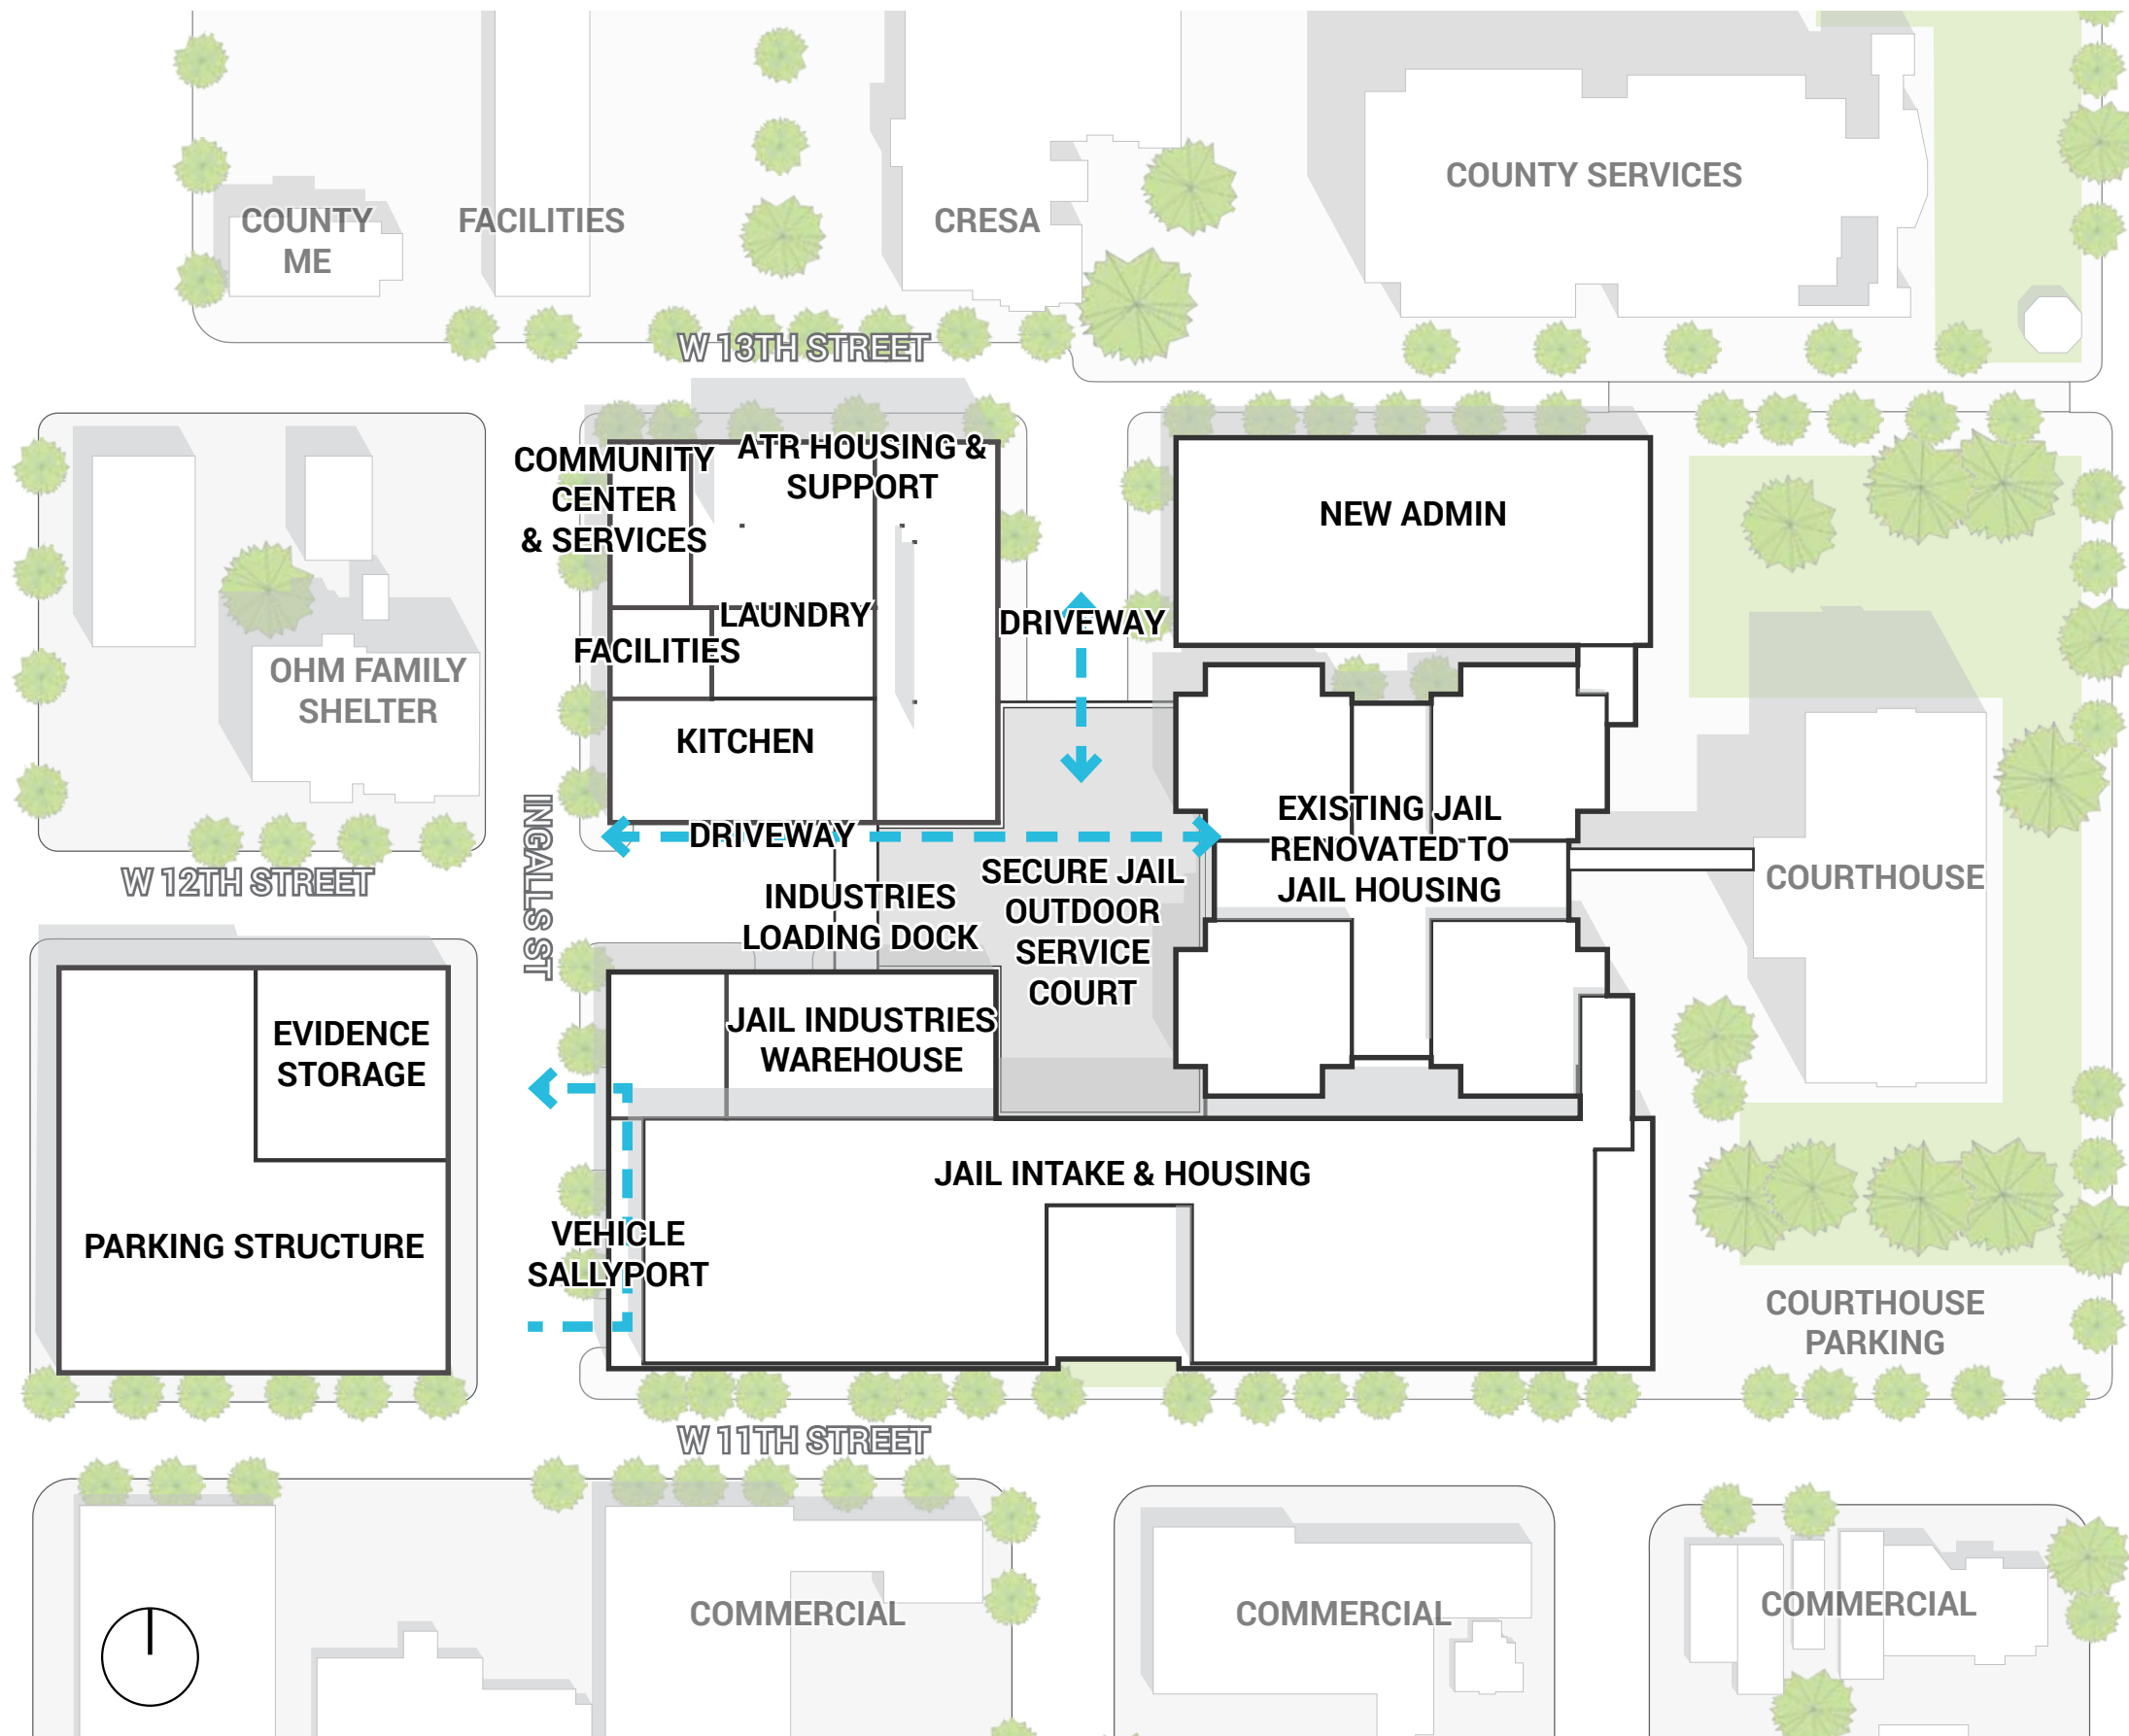 COUNTY
ME
FACILITIES
CRESA
COUNTY SERVICES
W 13TH STREET
COMMUNITY
CENTER
& SERVICES
ATR HOUSING &
SUPPORT
NEW ADMIN
LAUNDRY
DRIVEWAY
FACILITIES
OHM FAMILY
SHELTER
KITCHEN
DRIVEWAY
INGALLS ST
W 12TH STREET
INDUSTRIES
LOADING DOCK
SECURE JAIL
OUTDOOR
SERVICE
COURT
EXISTING JAIL
RENOVATED TO
JAIL HOUSING
COURTHOUSE
EVIDENCE
STORAGE
JAIL INDUSTRIES
WAREHOUSE
JAIL INTAKE & HOUSING
PARKING STRUCTURE
VEHICLE
SALLYPORT
COURTHOUSE
PARKING
W 11TH STREET
COMMERCIAL
COMMERCIAL
COMMERCIAL